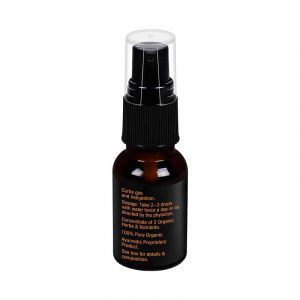 Curbs gas
and Indigestion.
Dosage: Take 2-3 drops
with water twice a day or as
directed by the physician.
Concentrate of 2 Organic
Herbs & Nutrients.
100% Pure Organic.
Ayurvedic Proprietary
Product.
See box for details &
composition.